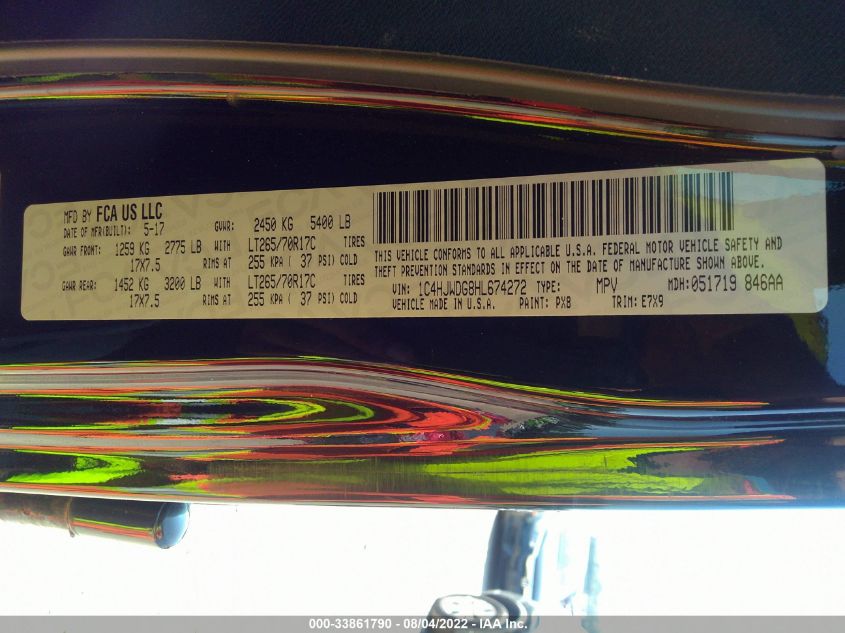 MFD BY FCA US LLC
DATE OF MFR(BUILT): 5-17 GVWR: 2450 KG 5400 LB
GAWR FRONT: 1259 KG 2775 LB WITH LT265/70R17C TIRES
17X7.5 RIMS AT 255 KPA ( 37 PSI) COLD
GAWR REAR: 1452 KG 3200 LB WITH LT265/70R17C TIRES
17X7.5 RIMS AT 255 KPA ( 37 PSI) COLD
THIS VEHICLE CONFORMS TO ALL APPLICABLE U.S.A. FEDERAL MOTOR VEHICLE SAFETY AND
THEFT PREVENTION STANDARDS IN EFFECT ON THE DATE OF MANUFACTURE SHOWN ABOVE.
VIN: 1C4HJWDG8HL674272 TYPE: MPV MDH: 051719 846AA
VEHICLE MADE IN U.S.A. PAINT: PX8 TRIM: E7X9
000-33861790 - 08/04/2022 - IAA Inc.